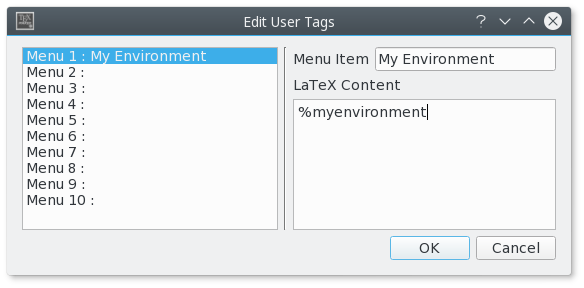 Edit User Tags
Menu 1 : My Environment
Menu 2 :
Menu 3 :
Menu 4 :
Menu 5 :
Menu 6 :
Menu 7 :
Menu 8 :
Menu 9 :
Menu 10 :
Menu Item My Environment
LaTeX Content
%myenvironment
OK Cancel